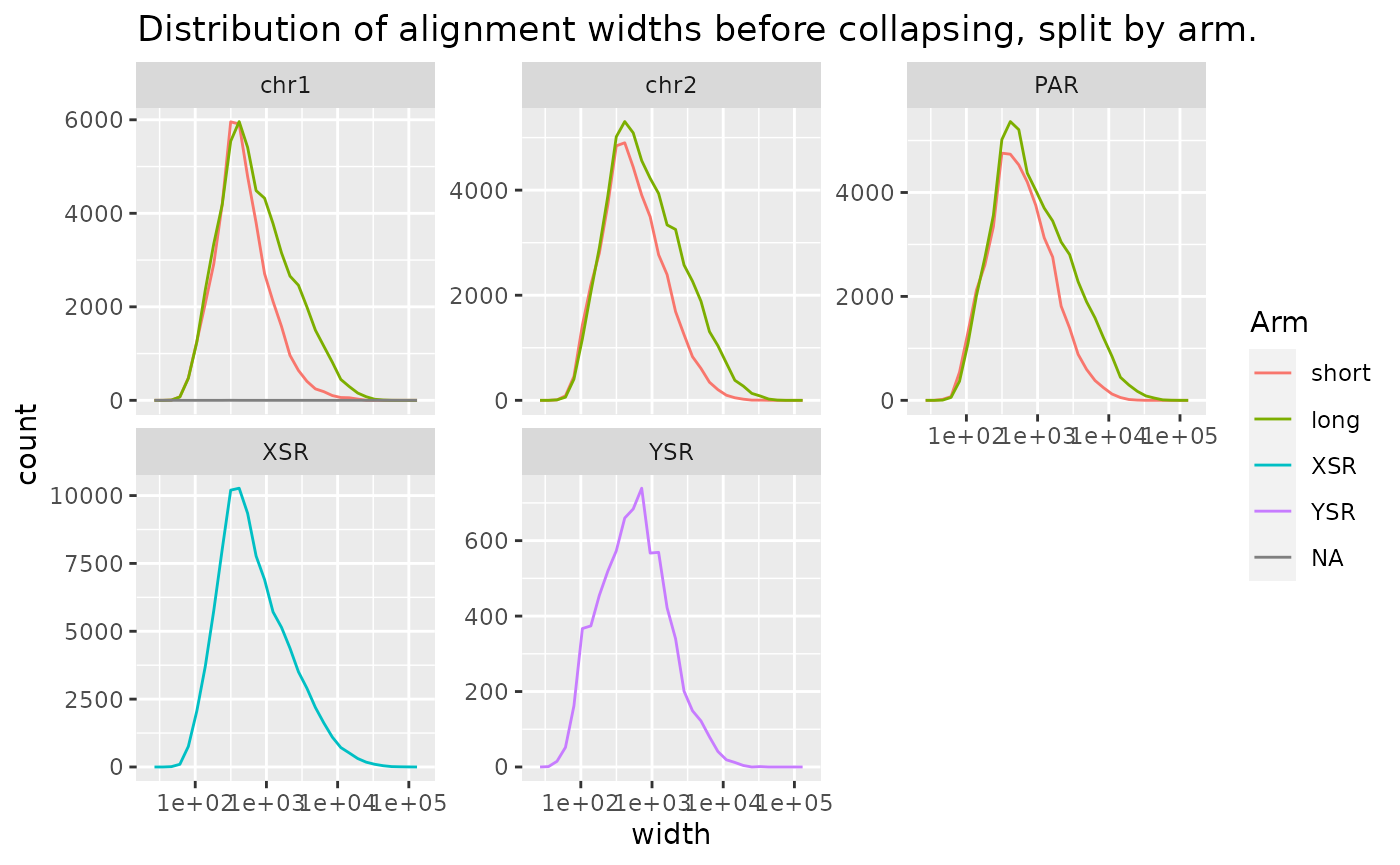 Distribution of alignment widths before collapsing, split by arm.
chr1
chr2
PAR
6000
4000
2000
0
4000
2000
0
4000
2000
0
1e+02
1e+03
1e+04
1e+05
XSR
YSR
10000
7500
5000
2500
0
600
400
200
0
1e+02
1e+03
1e+04
1e+05
1e+02
1e+03
1e+04
1e+05
count
width
Arm
short
long
XSR
YSR
NA